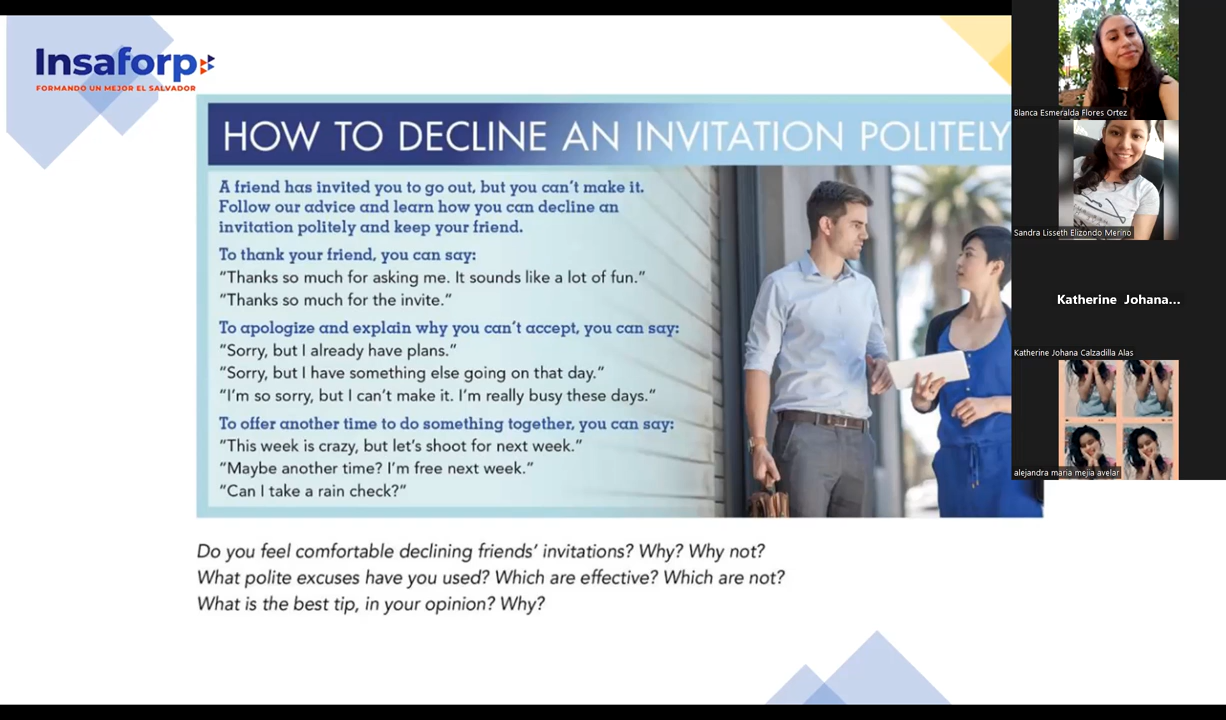 Insaforp
FORMANDO UN MEJOR EL SALVADOR
HOW TO DECLINE AN INVITATION POLITELY
A friend has invited you to go out, but you can't make it.
Follow our advice and learn how you can decline an
invitation politely and keep your friend.
To thank your friend, you can say:
“Thanks so much for asking me. It sounds like a lot of fun.”
“Thanks so much for the invite.”
To apologize and explain why you can't accept, you can say:
“Sorry, but I already have plans.”
“Sorry, but I have something else going on that day.”
“I'm so sorry, but I can't make it. I'm really busy these days.”
To offer another time to do something together, you can say:
“This week is crazy, but let's shoot for next week.”
“Maybe another time? I'm free next week.”
“Can I take a rain check?”
Do you feel comfortable declining friends' invitations? Why? Why not?
What polite excuses have you used? Which are effective? Which are not?
What is the best tip, in your opinion? Why?
Blanca Esmeralda Flores Ortez
Sandra Lisseth Elizondo Merino
Katherine Johana...
Katherine Johana Calzadilla Alas
alejandra maria mejia avelar